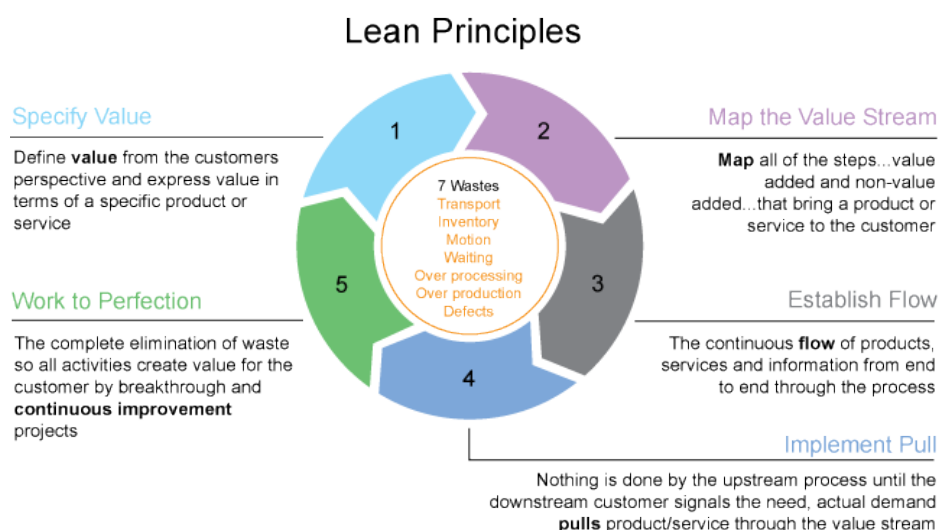 Lean Principles
Specify Value
Define value from the customers
perspective and express value in
terms of a specific product or
service
1
2
Map the Value Stream
Map all of the steps...value
added and non-value
added...that bring a product or
service to the customer
7 Wastes
Transport
Inventory
Motion
Waiting
Over processing
Over production
Defects
3
Establish Flow
The continuous flow of products,
services and information from end
to end through the process
5
Work to Perfection
The complete elimination of waste
so all activities create value for the
customer by breakthrough and
continuous improvement
projects
4
Implement Pull
Nothing is done by the upstream process until the
downstream customer signals the need, actual demand
pulls product/service through the value stream